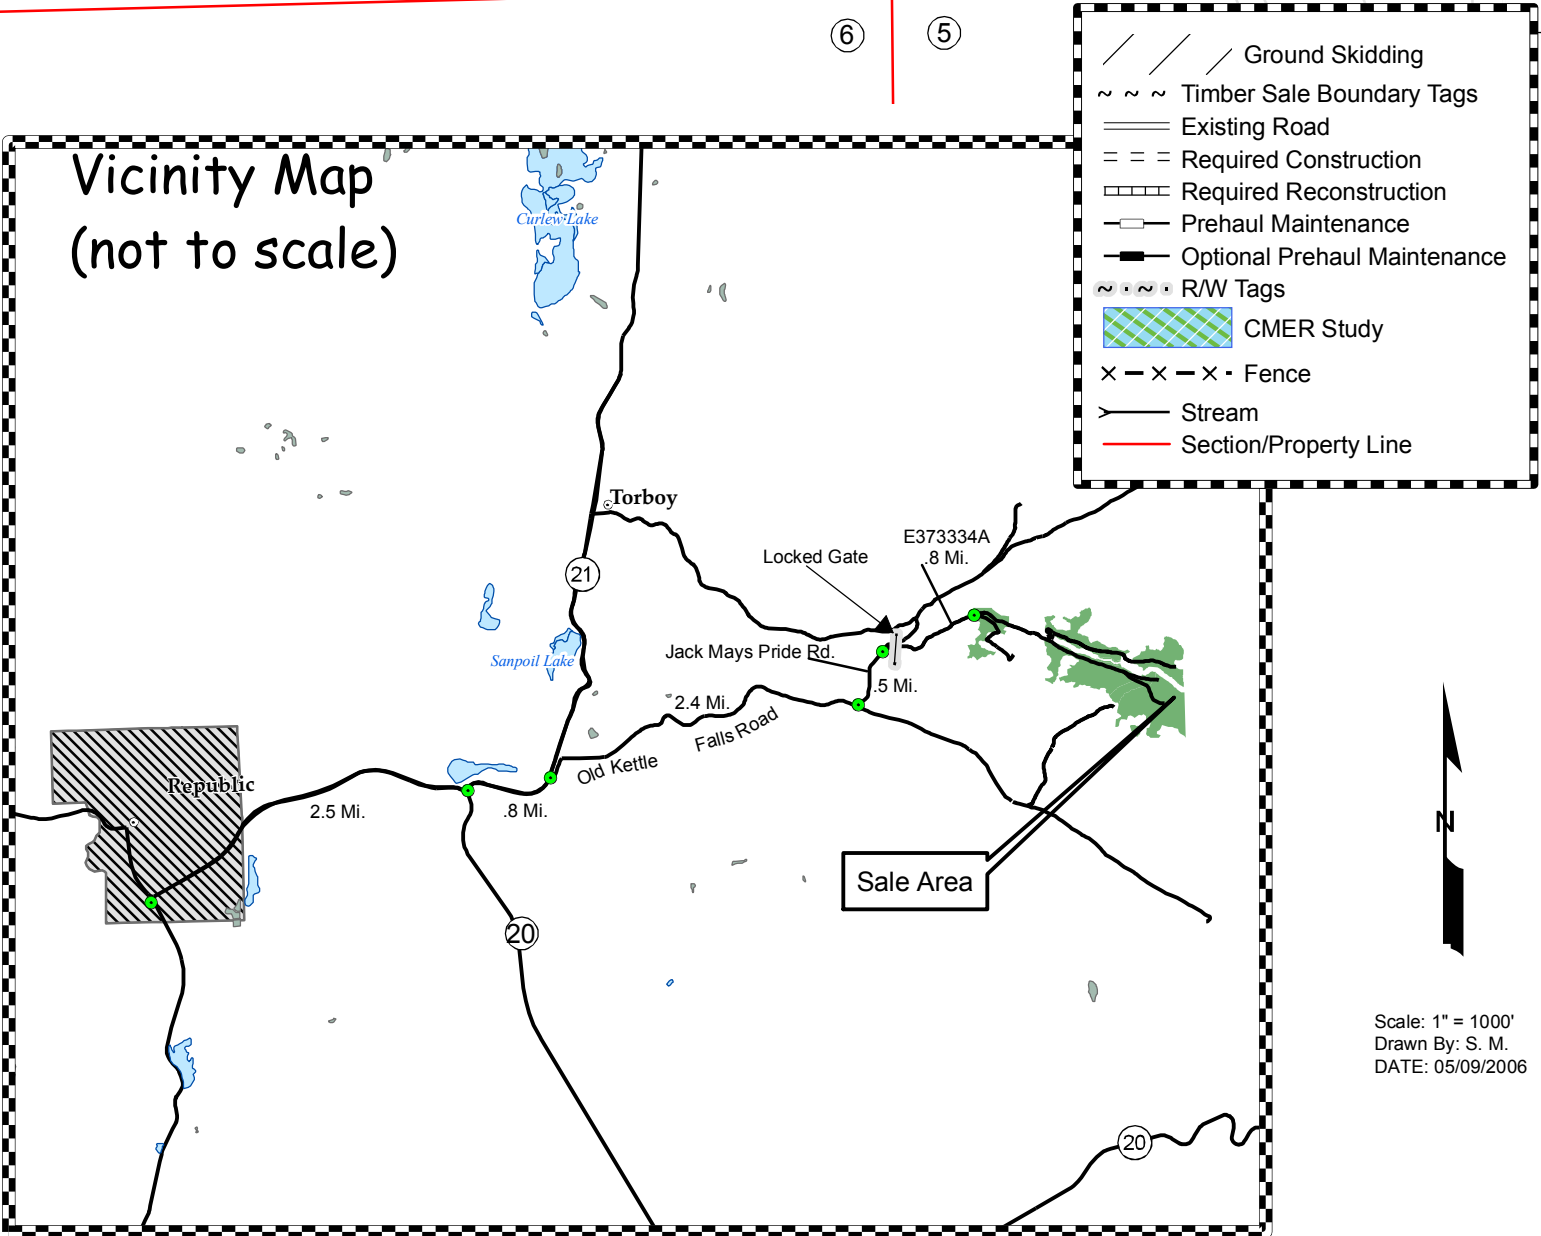 6
5
Ground Skidding
Timber Sale Boundary Tags
Existing Road
Required Construction
Required Reconstruction
Prehaul Maintenance
Optional Prehaul Maintenance
R/W Tags
CMER Study
Fence
Stream
Section/Property Line
Vicinity Map
(not to scale)
Curlew Lake
Torboy
E373334A
.8 Mi.
Locked Gate
21
Jack Mays Pride Rd.
Sanpoil Lake
.5 Mi.
2.4 Mi.
Falls Road
Old Kettle
Republic
2.5 Mi.
.8 Mi.
Sale Area
20
20
N
Scale: 1" = 1000'
Drawn By: S. M.
DATE: 05/09/2006